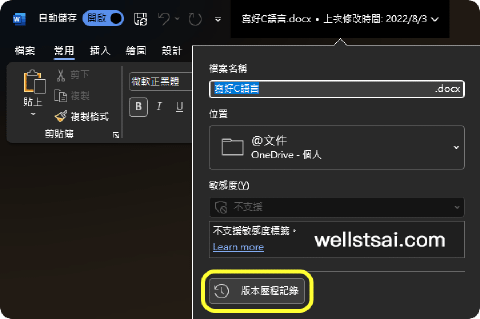 自動儲存 開啟
寫好C語言.docx • 上次修改時間: 2022/8/3
檔案 常用 插入 繪圖 設計
檔案名稱
剪下
微軟正黑體
寫好C語言 .docx
複製
貼上
位置
複製格式
B I U
@文件
OneDrive - 個人
剪貼簿
敏感度(Y)
不支援
不支援敏感度標籤。
Learn more
wellstsai.com
版本歷程記錄